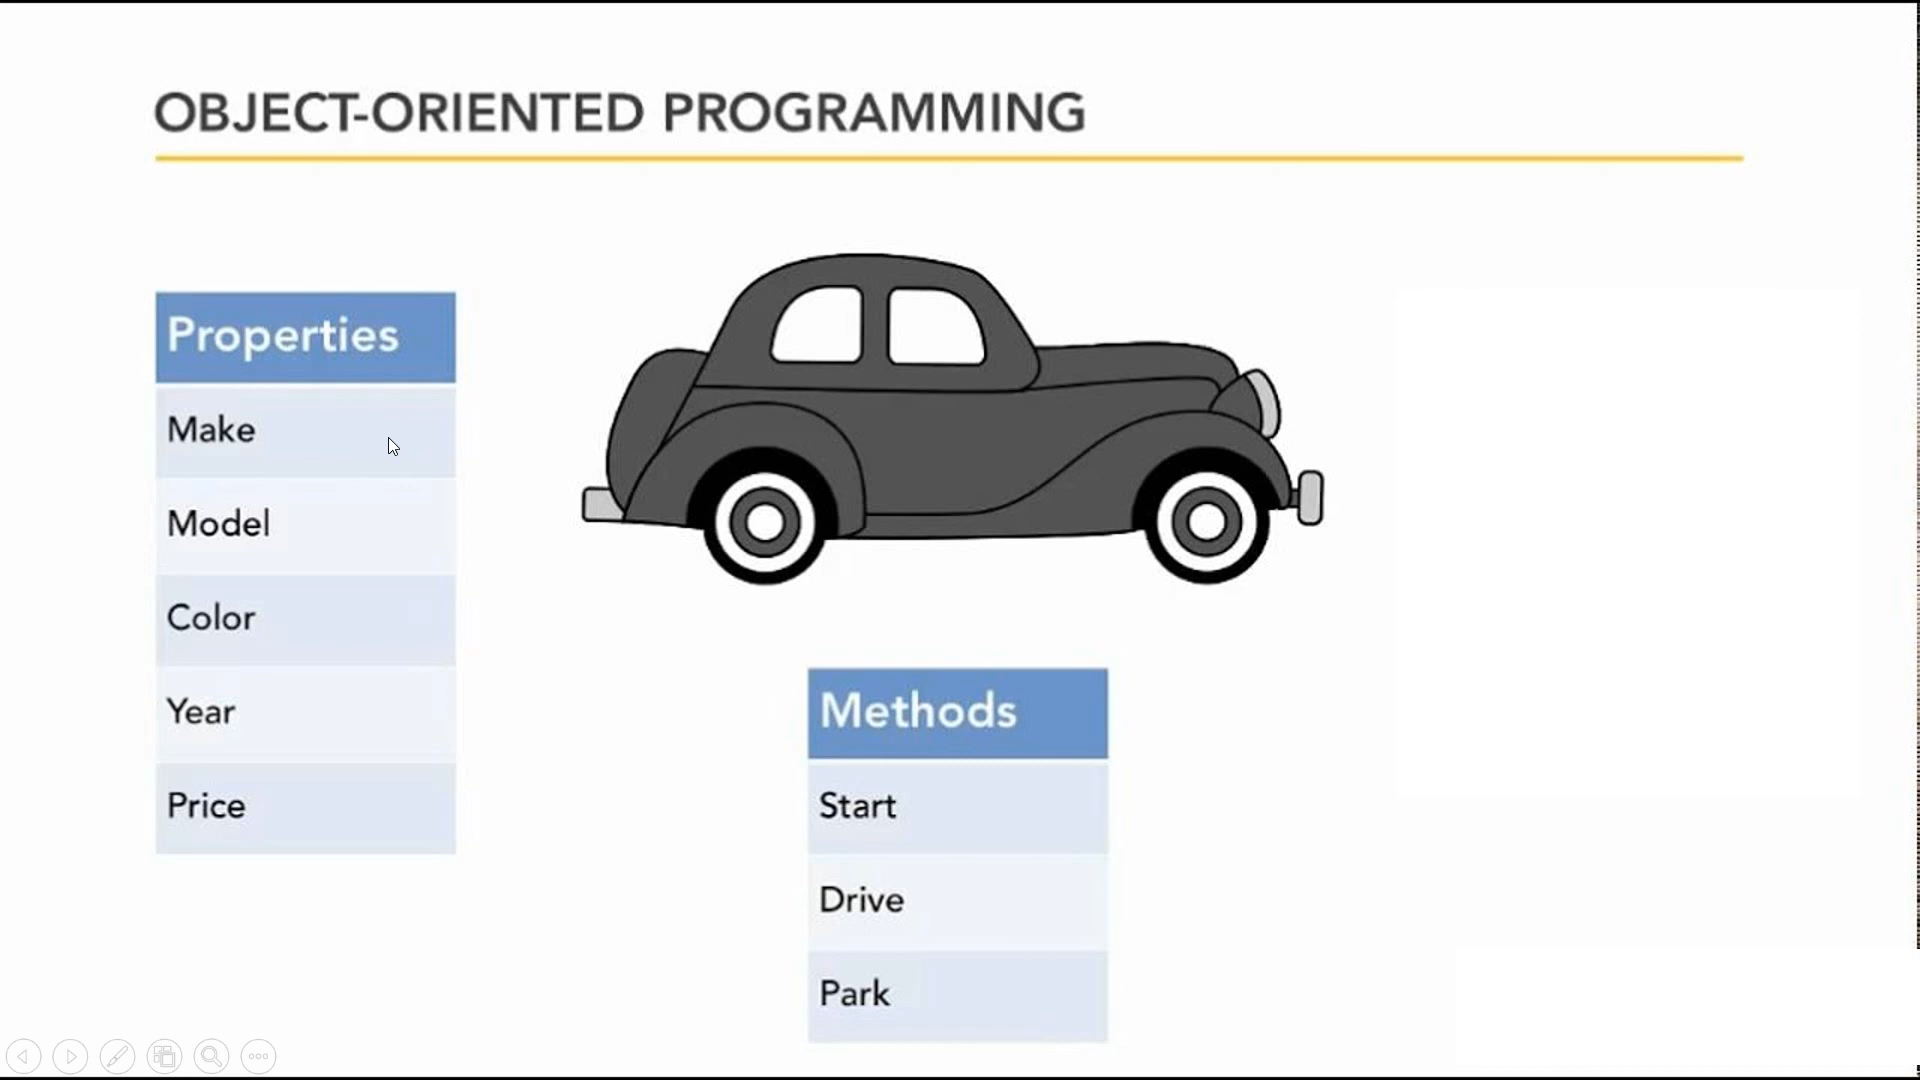 OBJECT-ORIENTED PROGRAMMING
Properties
Make
Model
Color
Year
Price
Methods
Start
Drive
Park